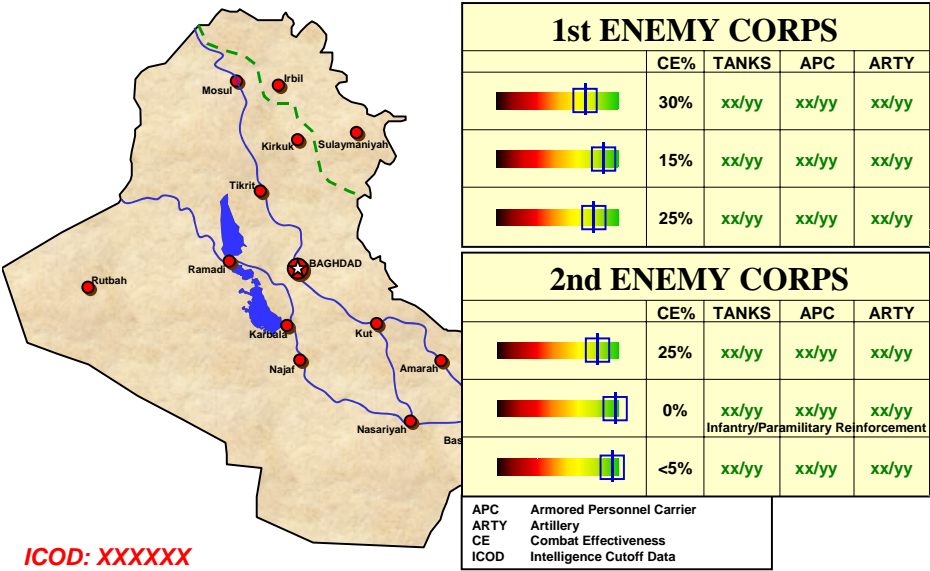 Mosul
Irbil
Kirkuk
Sulaymaniyah
Tikrit
BAGHDAD
Ramadi
Rutbah
Karbala
Kut
Najaf
Amarah
Nasariyah
Bas
ICOD: XXXXXX
1st ENEMY CORPS
CE% TANKS APC ARTY
30% xx/yy xx/yy xx/yy
15% xx/yy xx/yy xx/yy
25% xx/yy xx/yy xx/yy
2nd ENEMY CORPS
CE% TANKS APC ARTY
25% xx/yy xx/yy xx/yy
0% xx/yy xx/yy xx/yy
Infantry/Paramilitary Reinforcement
<5% xx/yy xx/yy xx/yy
APC Armored Personnel Carrier
ARTY Artillery
CE Combat Effectiveness
ICOD Intelligence Cutoff Data